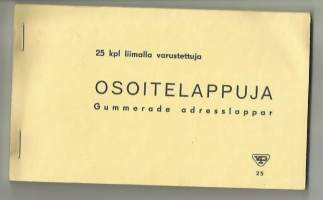 25 kpl liimalla varustettuja
OSOITELAPPUJA
Gummerade adresslappar
25